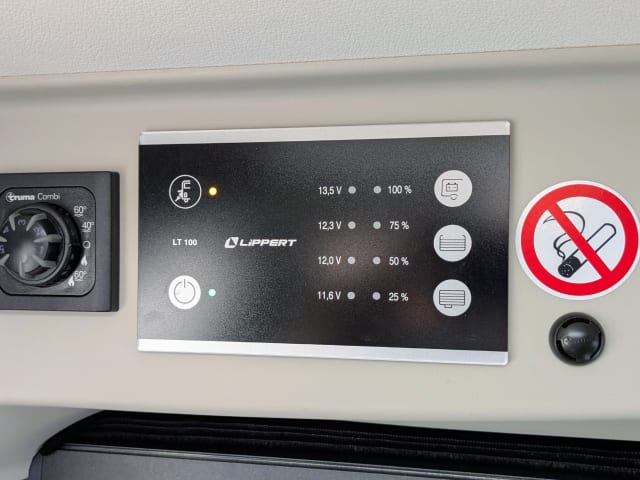 truma Combi
60°
40°
60°
LT 100
LiPPERT
13,5 V 100 %
12,3 V 75 %
12,0 V 50 %
11,6 V 25 %